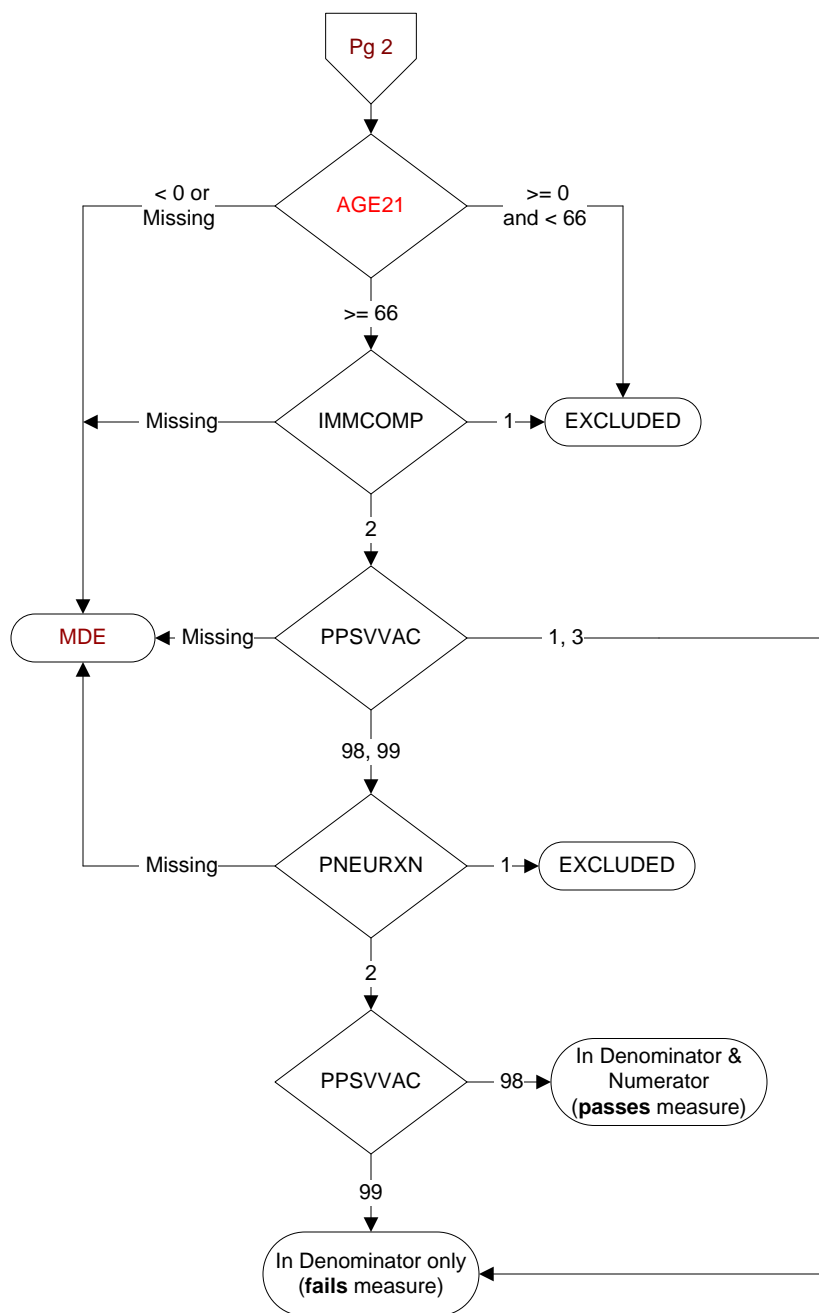 Pg 2
< 0 or
Missing
AGE21
>= 0
and < 66
>= 66
Missing
IMMCOMP
1
EXCLUDED
2
MDE
Missing
PPSVVAC
1, 3
98, 99
Missing
PNEURXN
1
EXCLUDED
2
PPSVVAC
98
In Denominator &
Numerator
(passes measure)
99
In Denominator only
(fails measure)